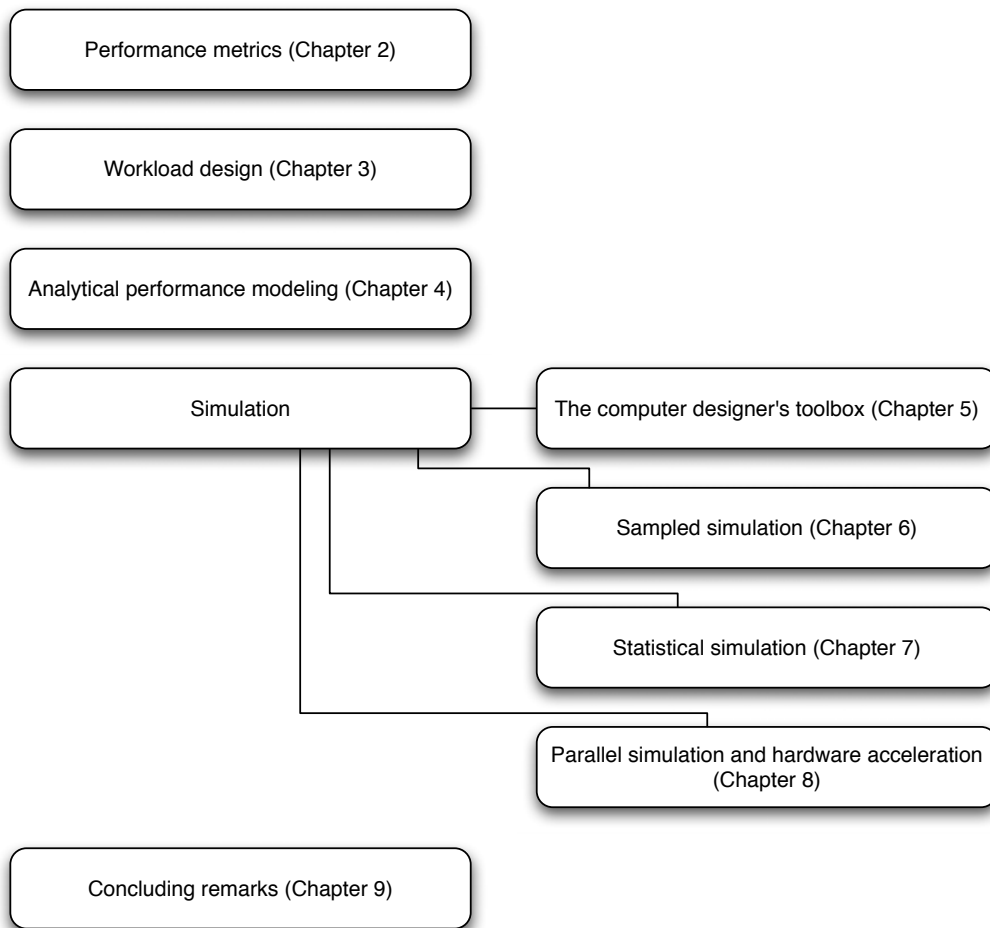 Performance metrics (Chapter 2)
Workload design (Chapter 3)
Analytical performance modeling (Chapter 4)
Simulation
The computer designer's toolbox (Chapter 5)
Sampled simulation (Chapter 6)
Statistical simulation (Chapter 7)
Parallel simulation and hardware acceleration
(Chapter 8)
Concluding remarks (Chapter 9)